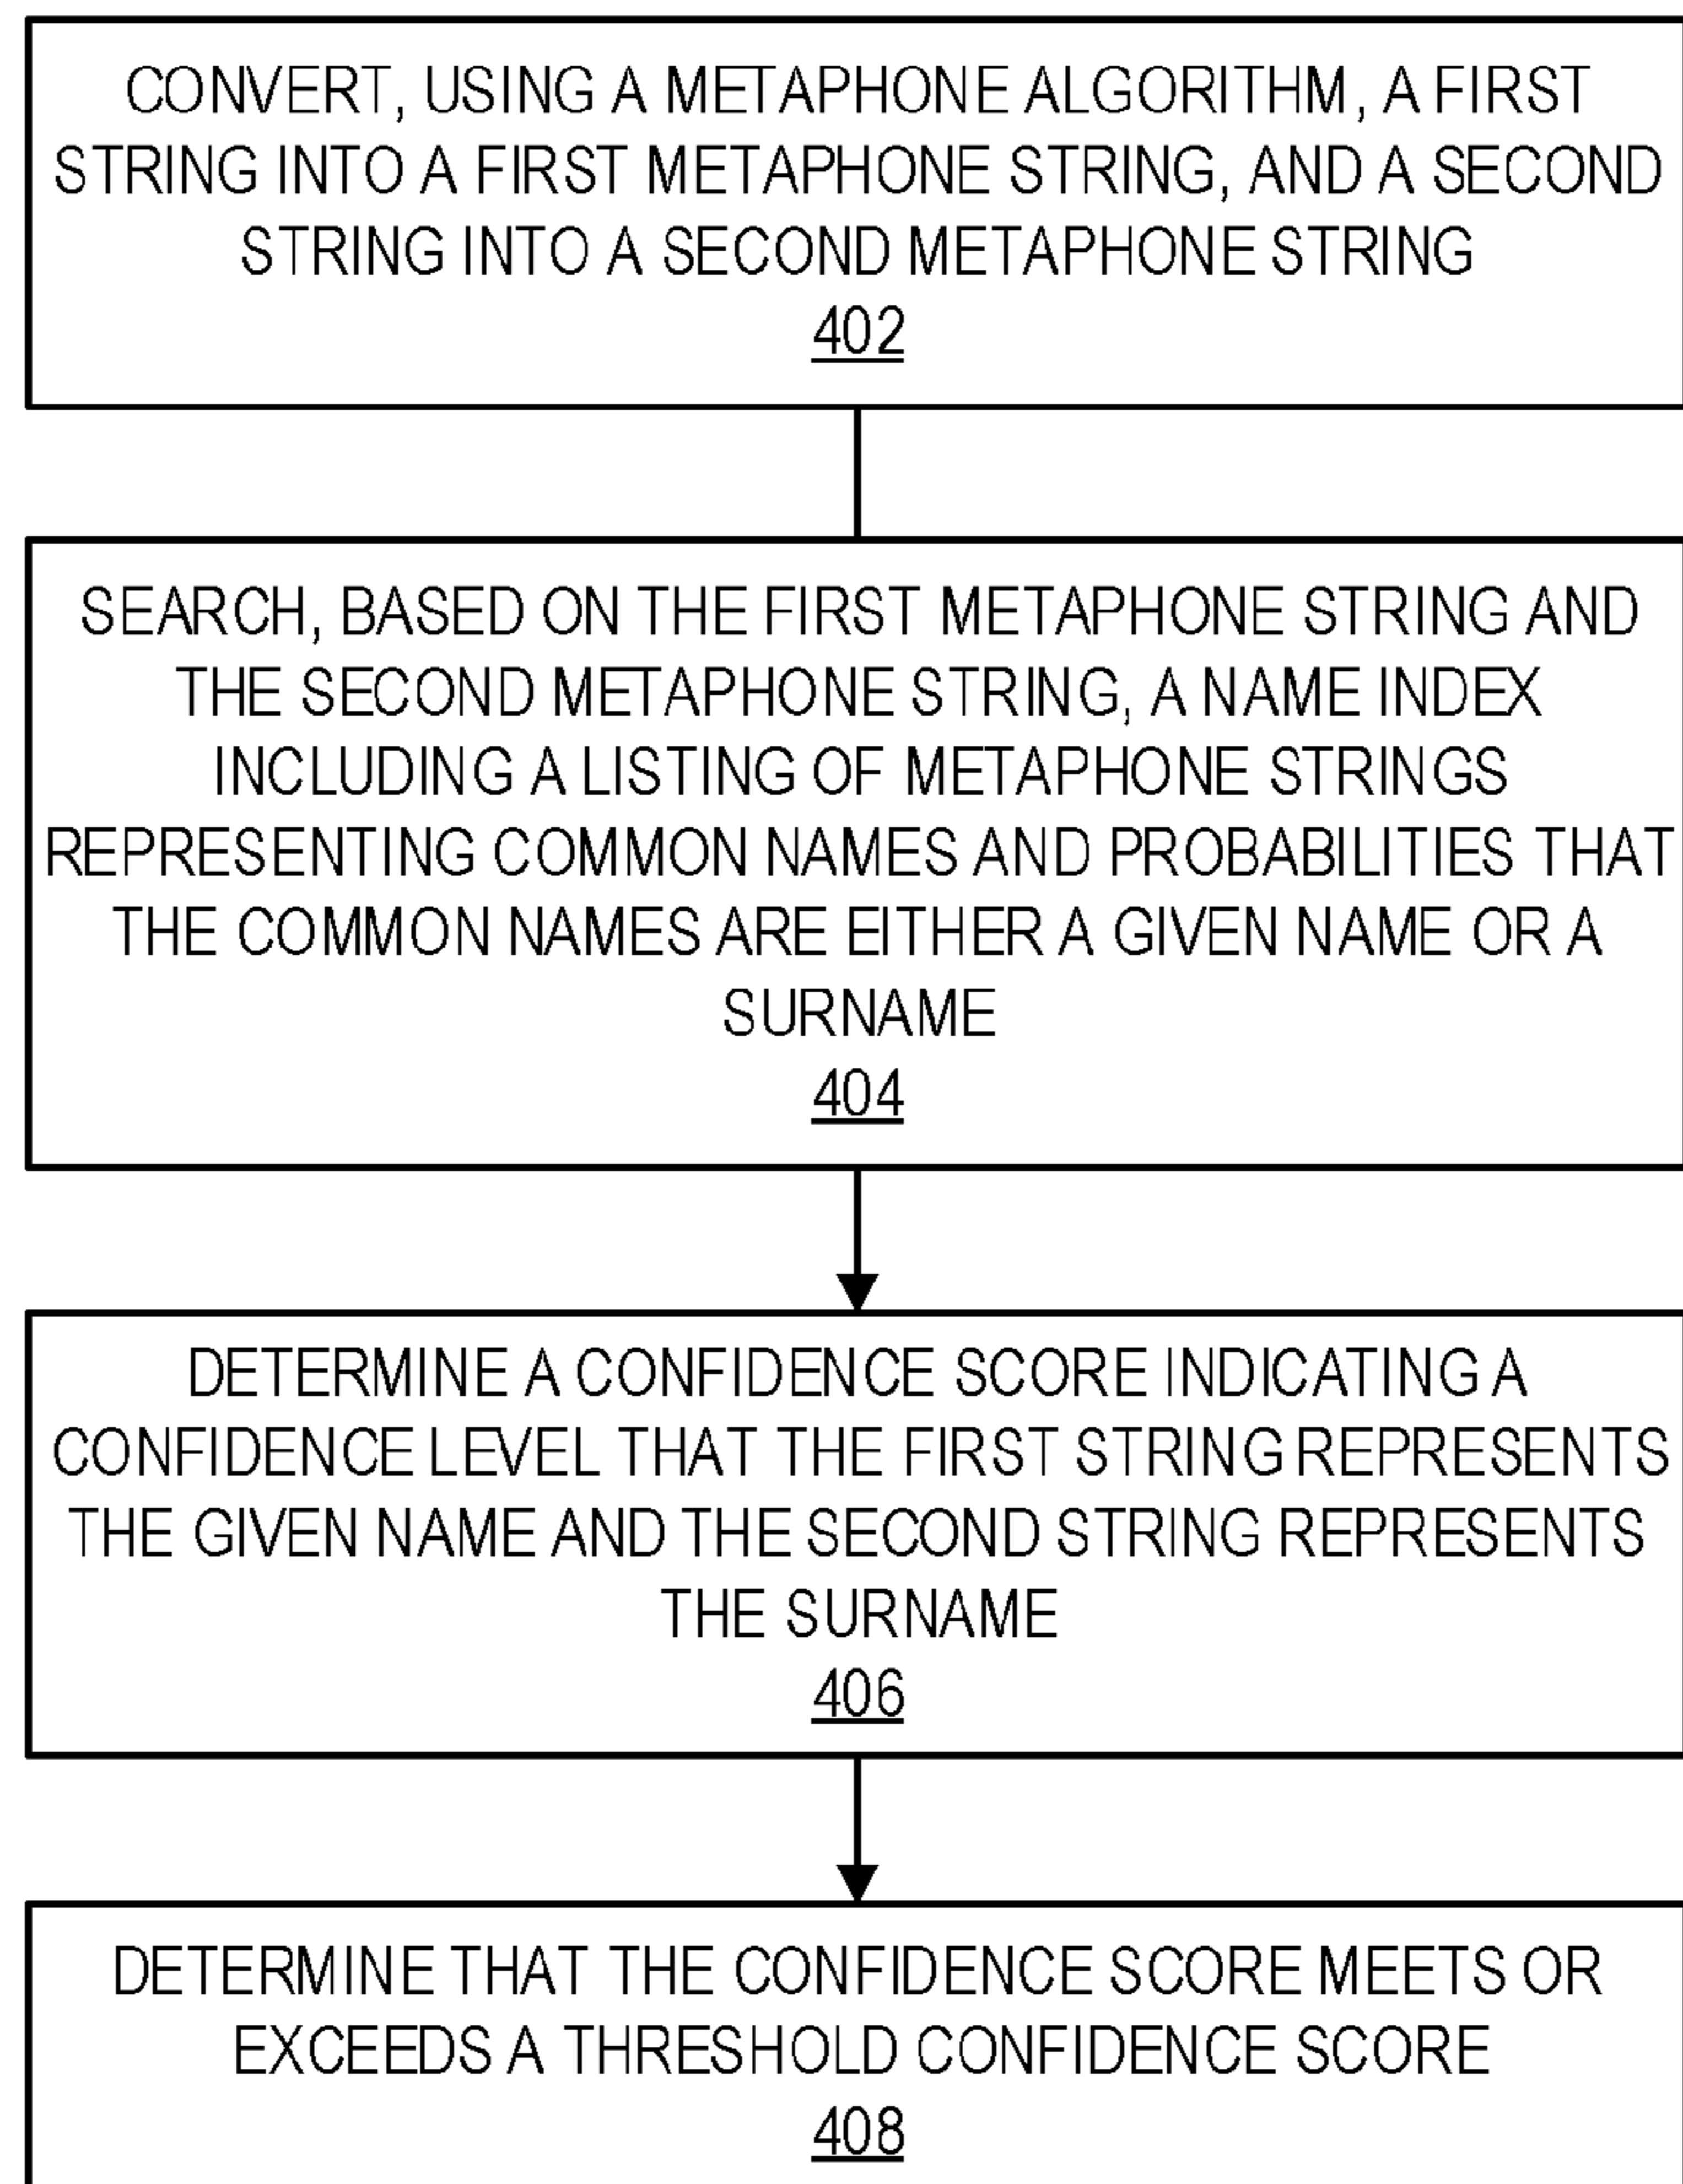 CONVERT, USING A METAPHONE ALGORITHM, A FIRST
STRING INTO A FIRST METAPHONE STRING, AND A SECOND
STRING INTO A SECOND METAPHONE STRING
402
SEARCH, BASED ON THE FIRST METAPHONE STRING AND
THE SECOND METAPHONE STRING, A NAME INDEX
INCLUDING A LISTING OF METAPHONE STRINGS
REPRESENTING COMMON NAMES AND PROBABILITIES THAT
THE COMMON NAMES ARE EITHER A GIVEN NAME OR A
SURNAME
404
DETERMINE A CONFIDENCE SCORE INDICATING A
CONFIDENCE LEVEL THAT THE FIRST STRING REPRESENTS
THE GIVEN NAME AND THE SECOND STRING REPRESENTS
THE SURNAME
406
DETERMINE THAT THE CONFIDENCE SCORE MEETS OR
EXCEEDS A THRESHOLD CONFIDENCE SCORE
408